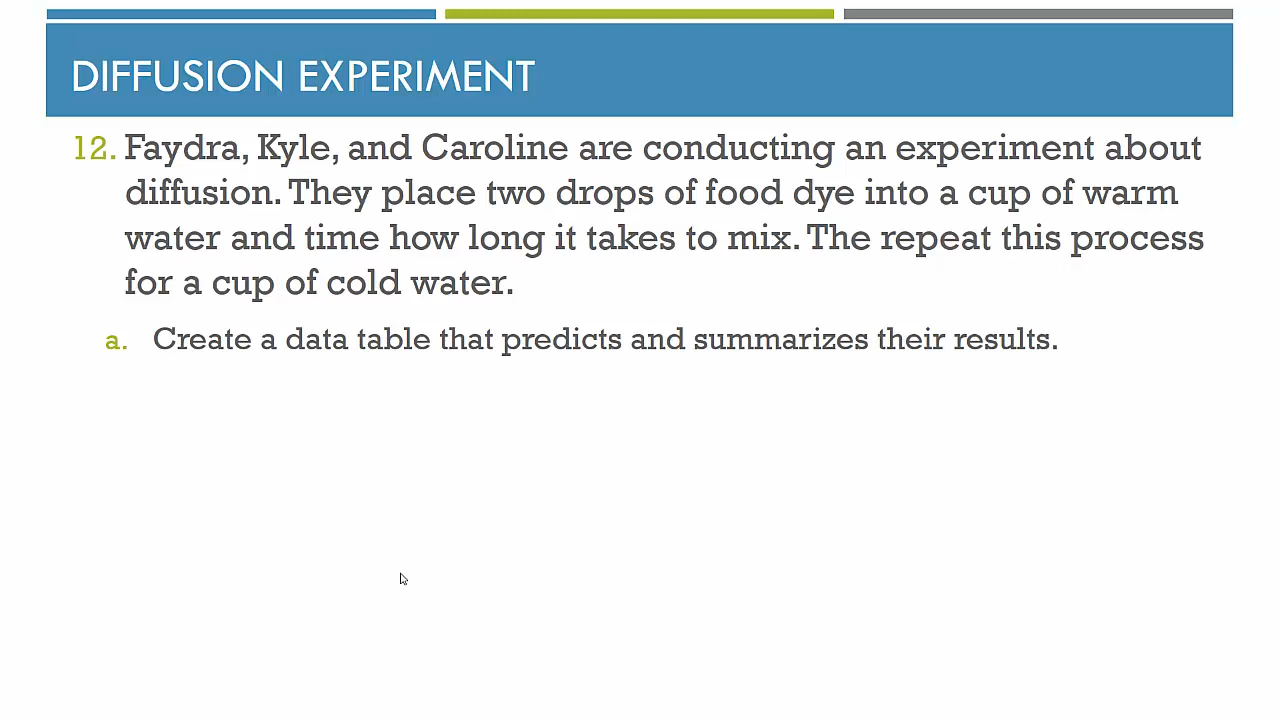 DIFFUSION EXPERIMENT
12. Faydra, Kyle, and Caroline are conducting an experiment about
diffusion. They place two drops of food dye into a cup of warm
water and time how long it takes to mix. The repeat this process
for a cup of cold water.
a. Create a data table that predicts and summarizes their results.